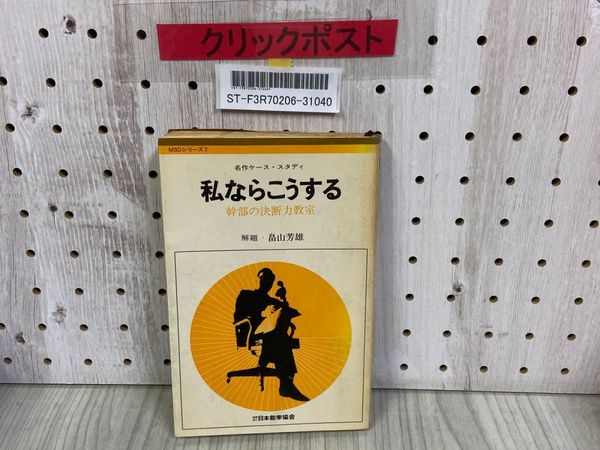 クリックポスト
ST-F3R70206-31040
MSDシリーズ7
名作ケース・スタディ
私ならこうする
幹部の決断力教室
解題・畠山芳雄
日本能率協会